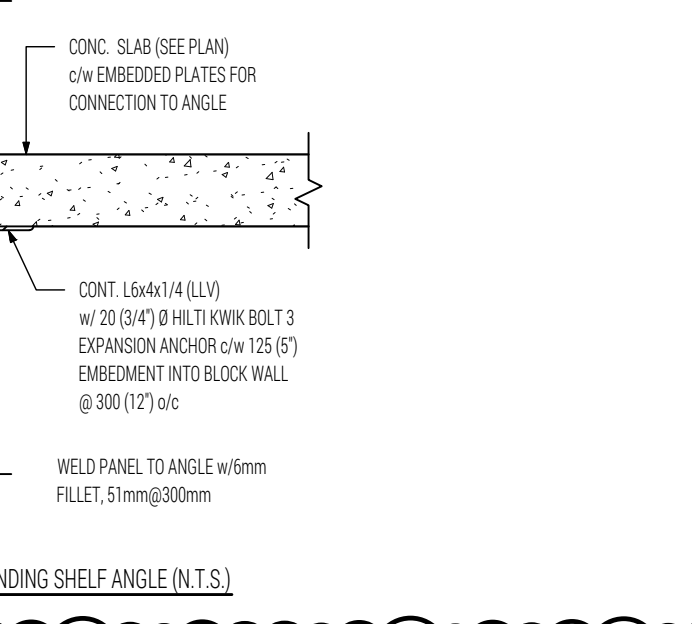 CONC. SLAB (SEE PLAN)
c/w EMBEDDED PLATES FOR
CONNECTION TO ANGLE
CONT. L6x4x1/4 (LLV)
w/ 20 (3/4") Ø HILTI KWIK BOLT 3
EXPANSION ANCHOR c/w 125 (5")
EMBEDMENT INTO BLOCK WALL
@ 300 (12") o/c
WELD PANEL TO ANGLE w/6mm
FILLET, 51mm@300mm
NDING SHELF ANGLE (N.T.S.)